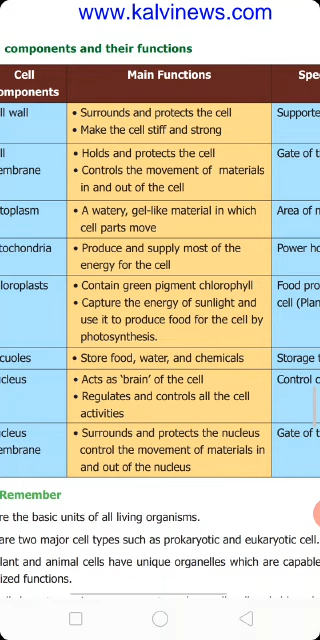 www.kalvinews.com
components and their functions
Cell Main Functions Spe
omponents
ll wall • Surrounds and protects the cell Supporte
• Make the cell stiff and strong
ll • Holds and protects the cell Gate of t
embrane • Controls the movement of materials
in and out of the cell
toplasm • A watery, gel-like material in which Area of m
cell parts move
tochondria • Produce and supply most of the Power ho
energy for the cell
loroplasts • Contain green pigment chlorophyll Food pro
• Capture the energy of sunlight and cell (Plan
use it to produce food for the cell by
photosynthesis.
cuoles • Store food, water, and chemicals Storage t
cleus • Acts as ‘brain’ of the cell Control c
• Regulates and controls all the cell
activities
cleus • Surrounds and protects the nucleus Gate of t
embrane control the movement of materials in
and out of the nucleus
Remember
re the basic units of all living organisms.
are two major cell types such as prokaryotic and eukaryotic cell.
lant and animal cells have unique organelles which are capable
ized functions.